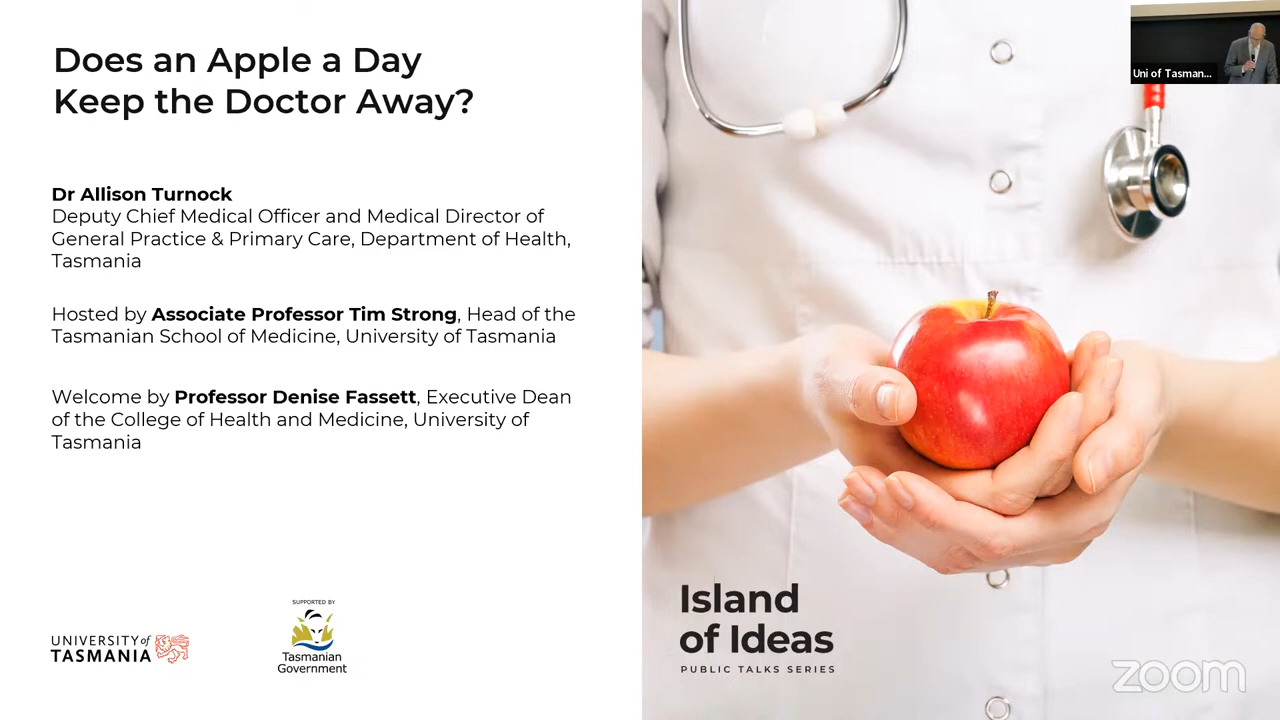 Does an Apple a Day
Keep the Doctor Away?
Dr Allison Turnock
Deputy Chief Medical Officer and Medical Director of
General Practice & Primary Care, Department of Health,
Tasmania
Hosted by Associate Professor Tim Strong, Head of the
Tasmanian School of Medicine, University of Tasmania
Welcome by Professor Denise Fassett, Executive Dean
of the College of Health and Medicine, University of
Tasmania
UNIVERSITY of
TASMANIA
SUPPORTED BY
Tasmanian
Government
Uni of Tasman...
Island
of Ideas
PUBLIC TALKS SERIES
zoom